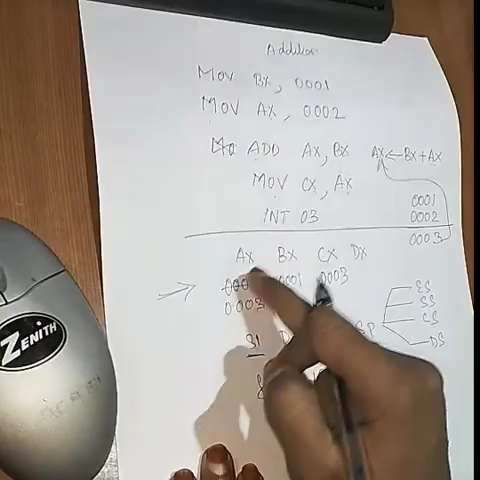 Addition
MOV BX, 0001
MOV AX, 0002
ADD AX, BX
AX ← BX + AX
MOV CX, AX
INT 03
0001
0002
0003
AX BX CX DX
0001 0003
0003
31
SP
ES
SS
CS
DS
ZENITH